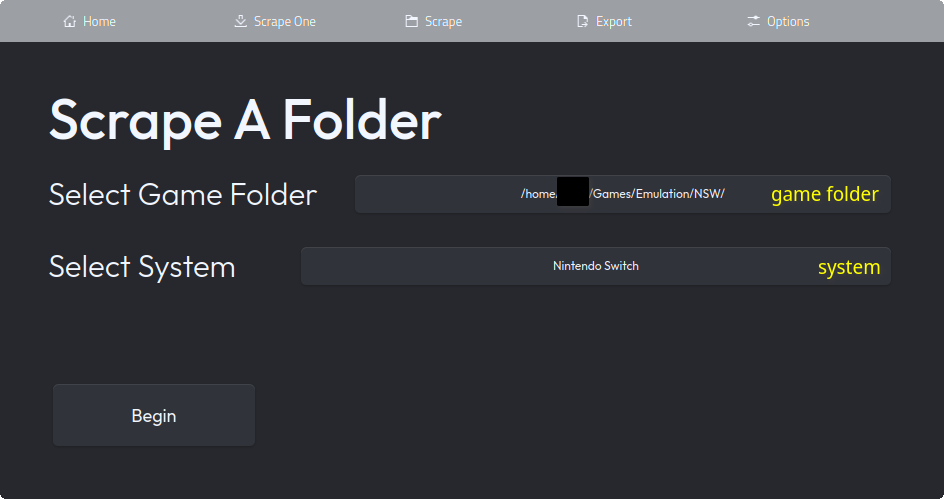 Home Scrape One Scrape Export Options
Scrape A Folder
Select Game Folder /home/ /Games/Emulation/NSW/ game folder
Select System Nintendo Switch system
Begin